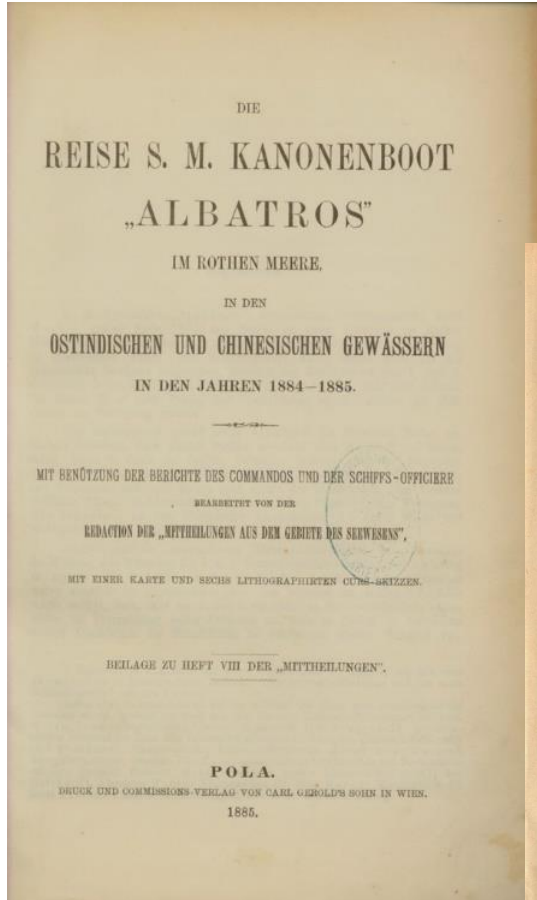 DIE
REISE S. M. KANONENBOOT
„ALBATROS”
IM ROTHEN MEERE,
IN DEN
OSTINDISCHEN UND CHINESISCHEN GEWÄSSERN
IN DEN JAHREN 1884—1885.
MIT BENÜTZUNG DER BERICHTE DES COMMANDOS UND DER SCHIFFS-OFFICIERE
BEARBEITET VON DER
REDACTION DER „MITTHEILUNGEN AUS DEM GEBIETE DES SEEWESENS”,
MIT EINER KARTE UND SECHS LITHOGRAPHIRTEN CURS-SKIZZEN.
BEILAGE ZU HEFT VIII DER „MITTHEILUNGEN”.
POLA.
DRUCK UND COMMISSIONS-VERLAG VON CARL GEROLD'S SOHN IN WIEN.
1885.